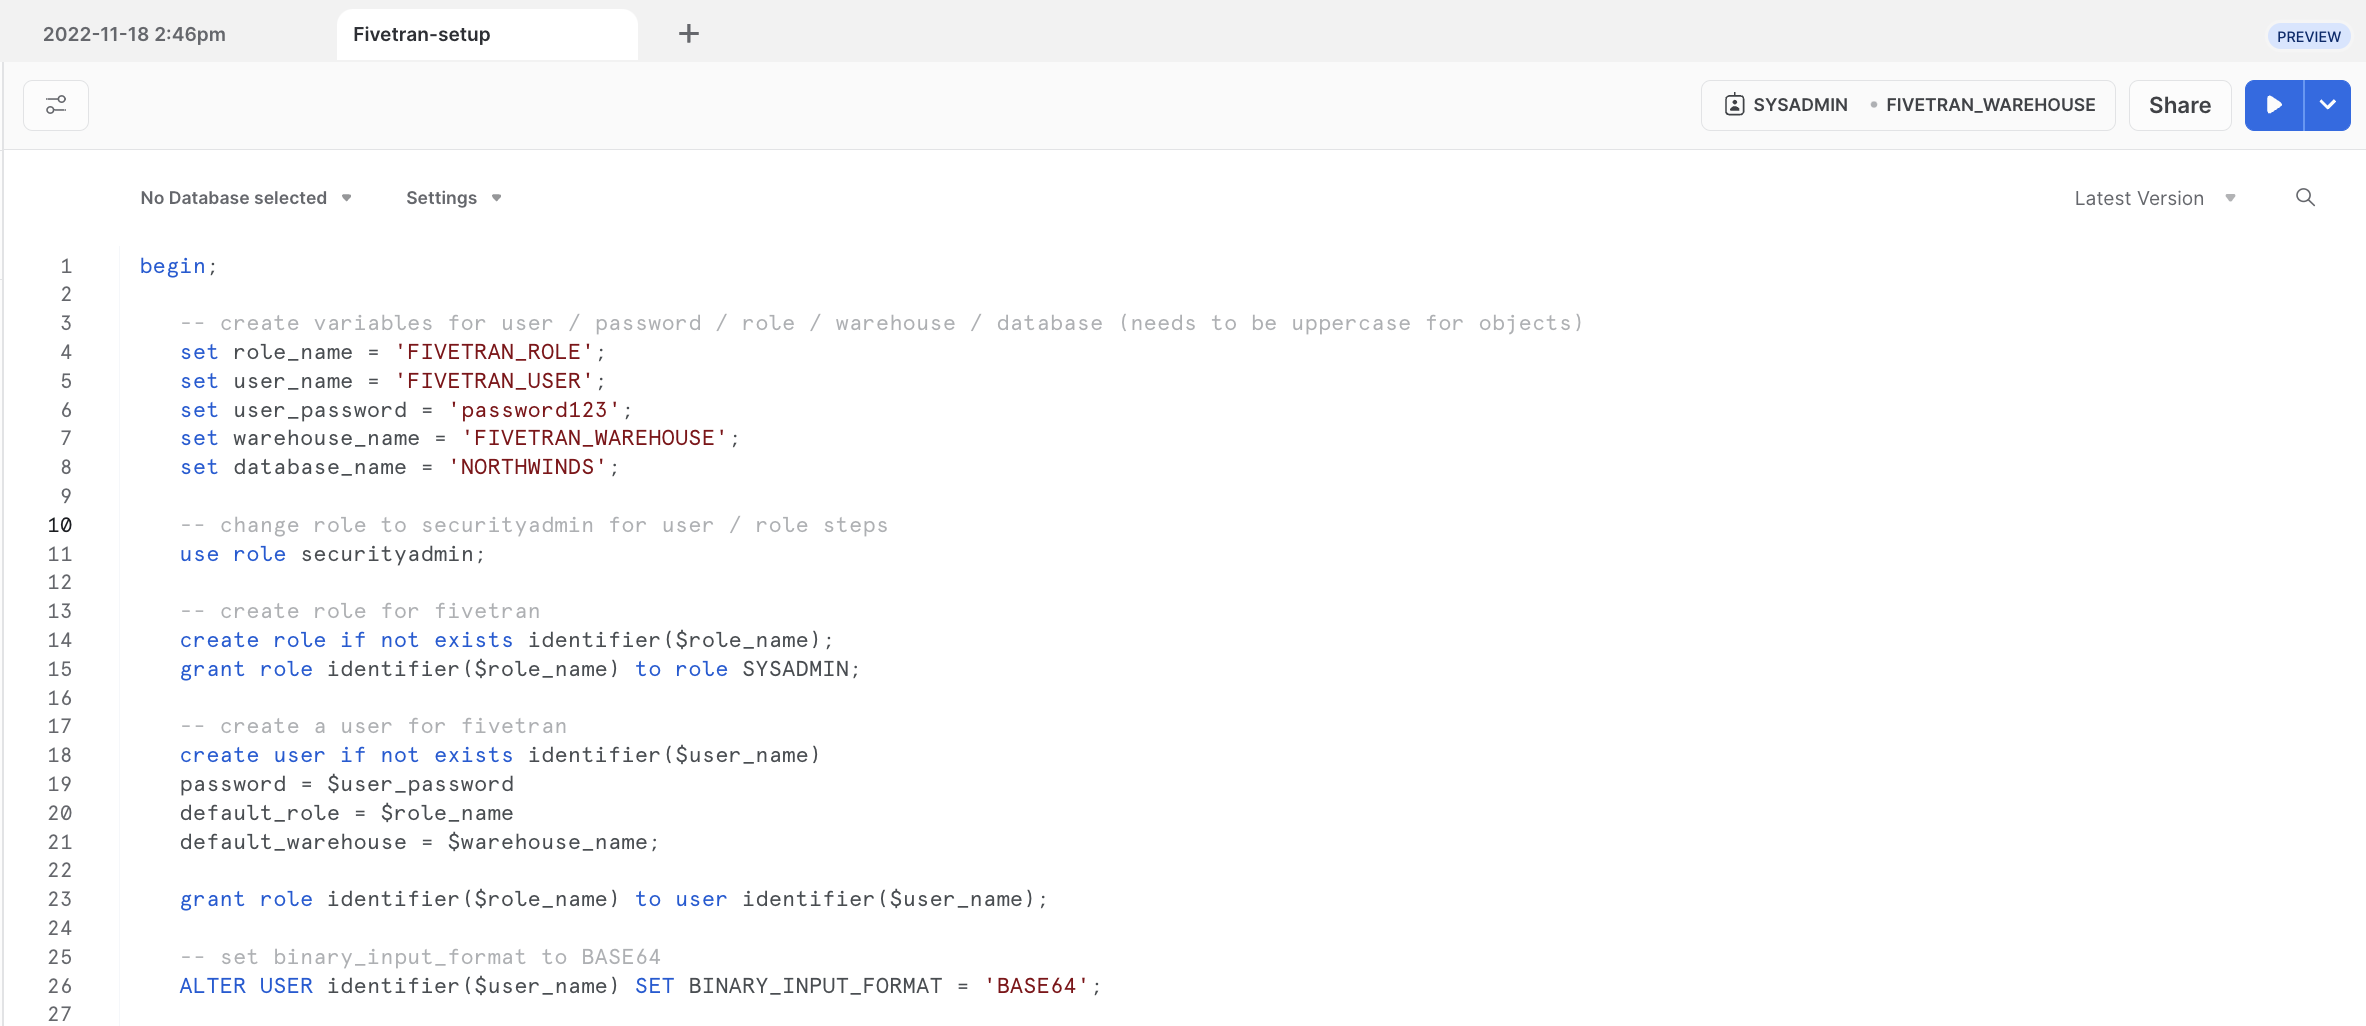 2022-11-18 2:46pm
Fivetran-setup
+
PREVIEW
SYSADMIN • FIVETRAN_WAREHOUSE
Share
No Database selected
Settings
Latest Version
1 begin;
2
3 -- create variables for user / password / role / warehouse / database (needs to be uppercase for objects)
4 set role_name = 'FIVETRAN_ROLE';
5 set user_name = 'FIVETRAN_USER';
6 set user_password = 'password123';
7 set warehouse_name = 'FIVETRAN_WAREHOUSE';
8 set database_name = 'NORTHWINDS';
9
10 -- change role to securityadmin for user / role steps
11 use role securityadmin;
12
13 -- create role for fivetran
14 create role if not exists identifier($role_name);
15 grant role identifier($role_name) to role SYSADMIN;
16
17 -- create a user for fivetran
18 create user if not exists identifier($user_name)
19 password = $user_password
20 default_role = $role_name
21 default_warehouse = $warehouse_name;
22
23 grant role identifier($role_name) to user identifier($user_name);
24
25 -- set binary_input_format to BASE64
26 ALTER USER identifier($user_name) SET BINARY_INPUT_FORMAT = 'BASE64';
27